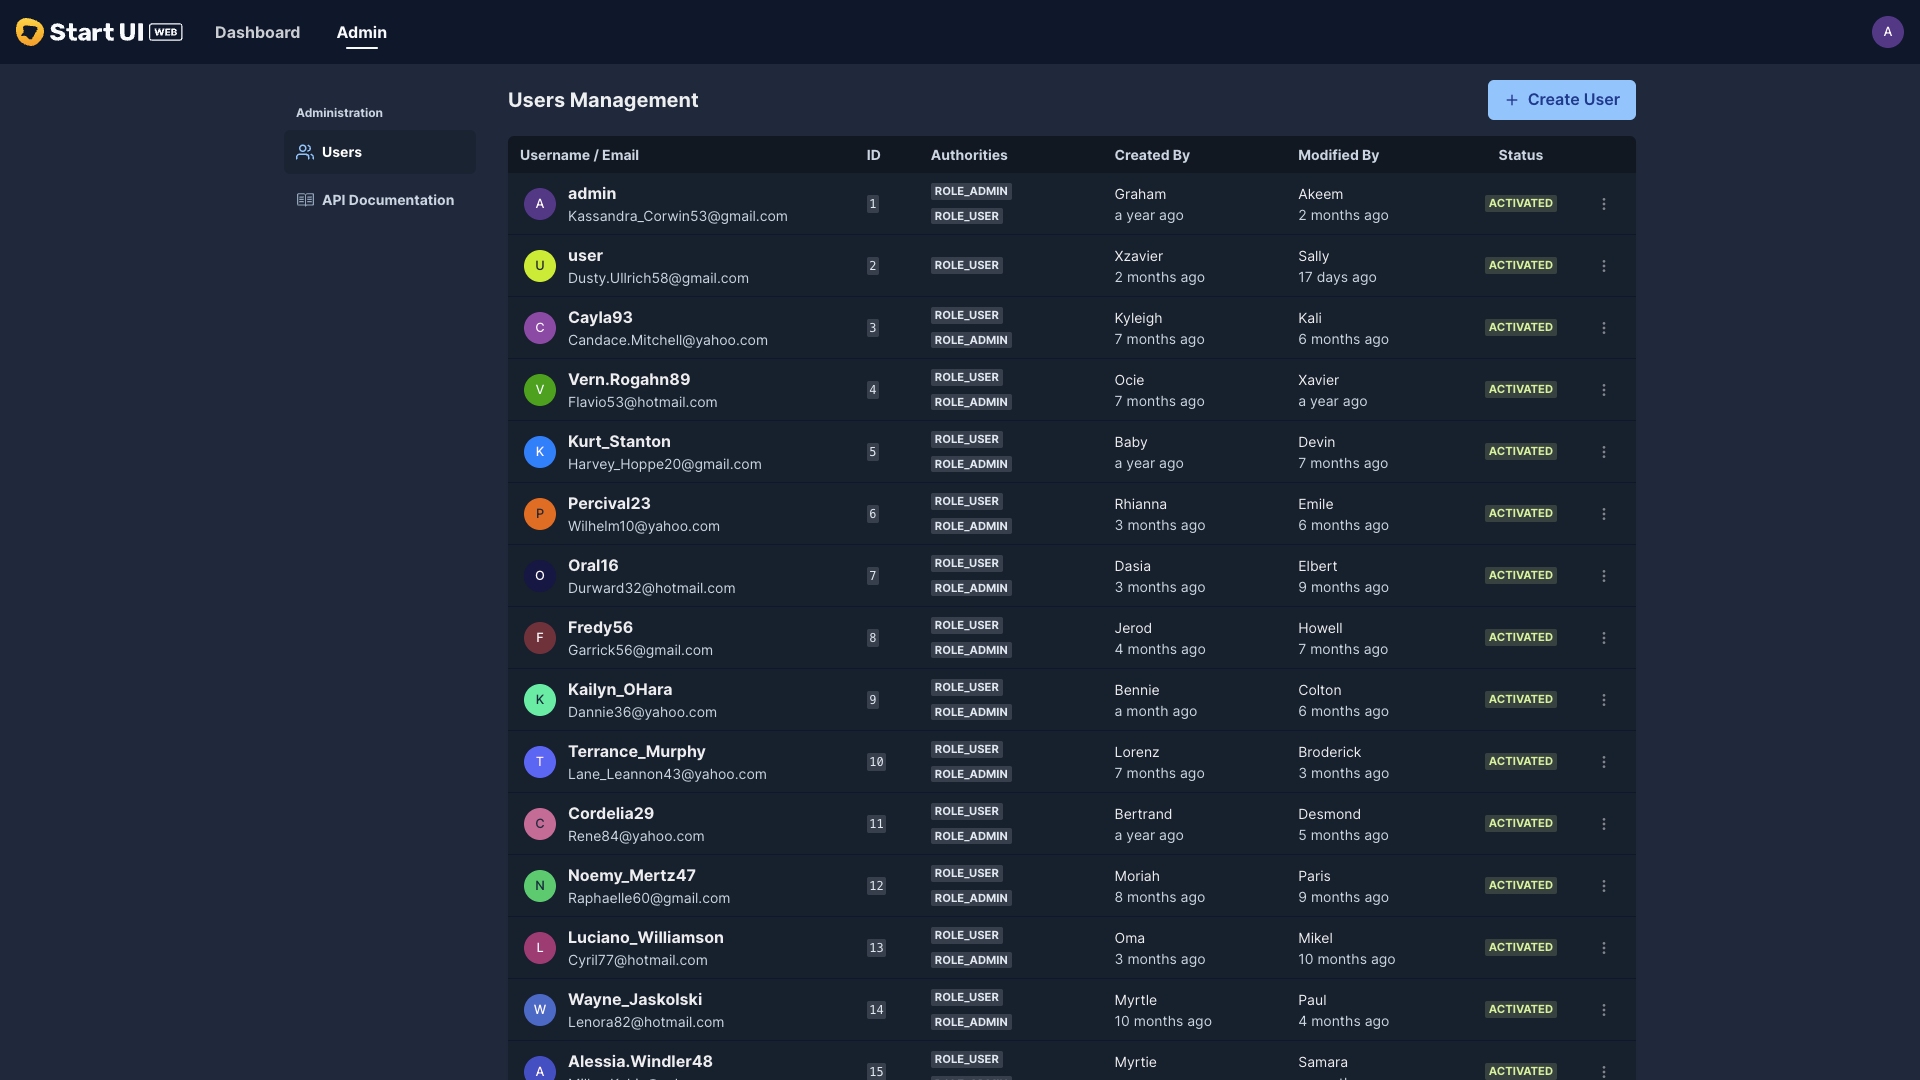 Start UI WEB
Dashboard
Admin
A
Administration
Users
API Documentation
Users Management
Create User
Username / Email ID Authorities Created By Modified By Status
A admin Kassandra_Corwin53@gmail.com 1 ROLE_ADMIN ROLE_USER Graham a year ago Akeem 2 months ago ACTIVATED
U user Dusty.Ullrich58@gmail.com 2 ROLE_USER Xzavier 2 months ago Sally 17 days ago ACTIVATED
C Cayla93 Candace.Mitchell@yahoo.com 3 ROLE_USER ROLE_ADMIN Kyleigh 7 months ago Kali 6 months ago ACTIVATED
V Vern.Rogahn89 Flavio53@hotmail.com 4 ROLE_USER ROLE_ADMIN Ocie 7 months ago Xavier a year ago ACTIVATED
K Kurt_Stanton Harvey_Hoppe20@gmail.com 5 ROLE_USER ROLE_ADMIN Baby a year ago Devin 7 months ago ACTIVATED
P Percival23 Wilhelm10@yahoo.com 6 ROLE_USER ROLE_ADMIN Rhianna 3 months ago Emile 6 months ago ACTIVATED
O Oral16 Durward32@hotmail.com 7 ROLE_USER ROLE_ADMIN Dasia 3 months ago Elbert 9 months ago ACTIVATED
F Fredy56 Garrick56@gmail.com 8 ROLE_USER ROLE_ADMIN Jerod 4 months ago Howell 7 months ago ACTIVATED
K Kailyn_OHara Dannie36@yahoo.com 9 ROLE_USER ROLE_ADMIN Bennie a month ago Colton 6 months ago ACTIVATED
T Terrance_Murphy Lane_Leannon43@yahoo.com 10 ROLE_USER ROLE_ADMIN Lorenz 7 months ago Broderick 3 months ago ACTIVATED
C Cordelia29 Rene84@yahoo.com 11 ROLE_USER ROLE_ADMIN Bertrand a year ago Desmond 5 months ago ACTIVATED
N Noemy_Mertz47 Raphaelle60@gmail.com 12 ROLE_USER ROLE_ADMIN Moriah 8 months ago Paris 9 months ago ACTIVATED
L Luciano_Williamson Cyril77@hotmail.com 13 ROLE_USER ROLE_ADMIN Oma 3 months ago Mikel 10 months ago ACTIVATED
W Wayne_Jaskolski Lenora82@hotmail.com 14 ROLE_USER ROLE_ADMIN Myrtle 10 months ago Paul 4 months ago ACTIVATED
A Alessia.Windler48 15 ROLE_USER Myrtie Samara ACTIVATED